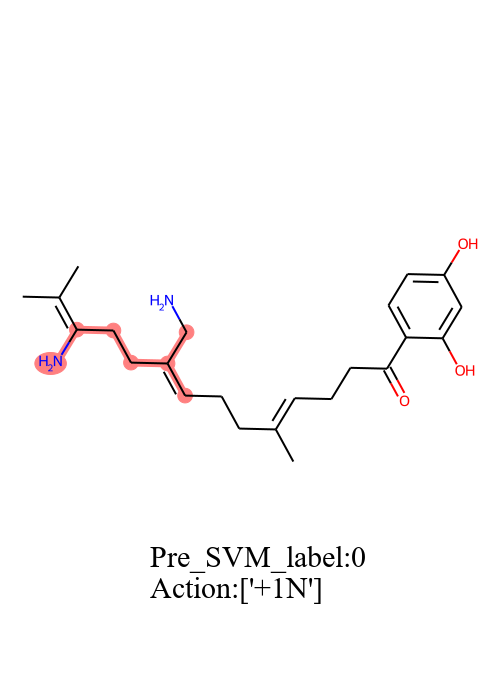 OH
H2N
H2N
OH
O
Pre_SVM_label:0
Action:['+1N']